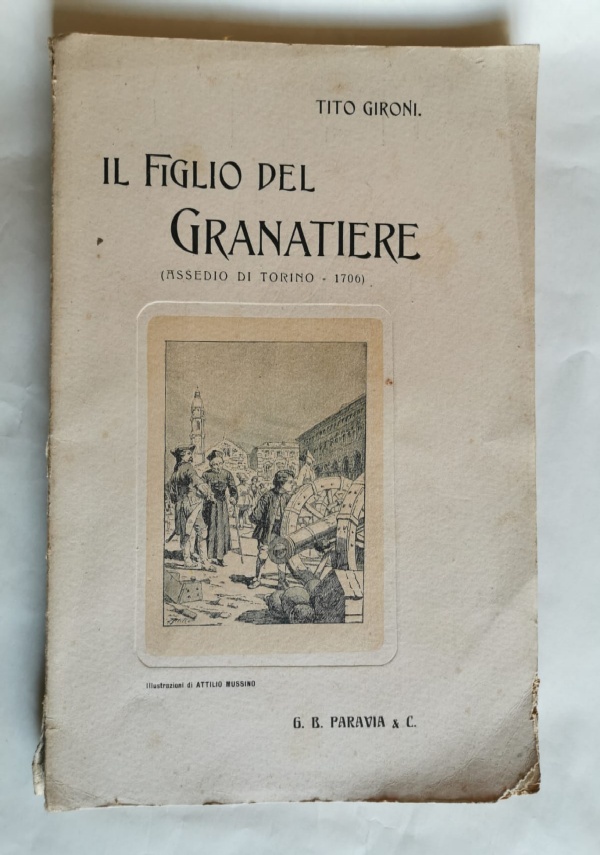 TITO GIRONI.
IL FIGLIO DEL
GRANATIERE
(ASSEDIO DI TORINO - 1706)
Illustrazioni di ATTILIO MUSSINO
G. B. PARAVIA & C.